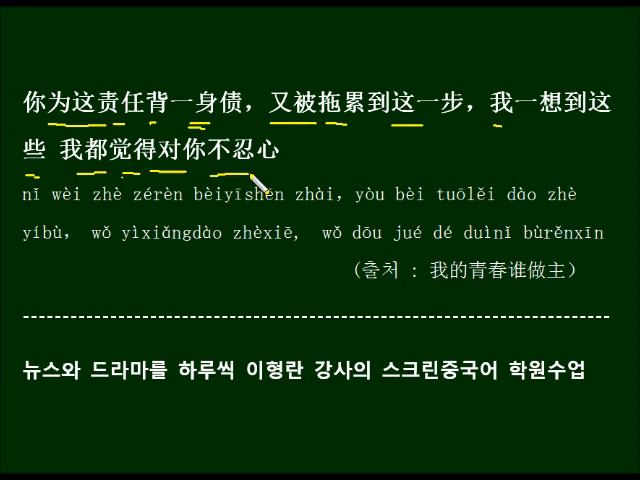 你为这责任背一身债，又被拖累到这一步，我一想到这
些 我都觉得对你不忍心
nǐ wèi zhè zérèn bèiyīshēn zhài，yòu bèi tuōlěi dào zhè
yíbù， wǒ yìxiǎngdào zhèxiē， wǒ dōu jué dé duìnǐ bùrěnxīn
(출처 : 我的青春谁做主)
뉴스와 드라마를 하루씩 이형란 강사의 스크린중국어 학원수업